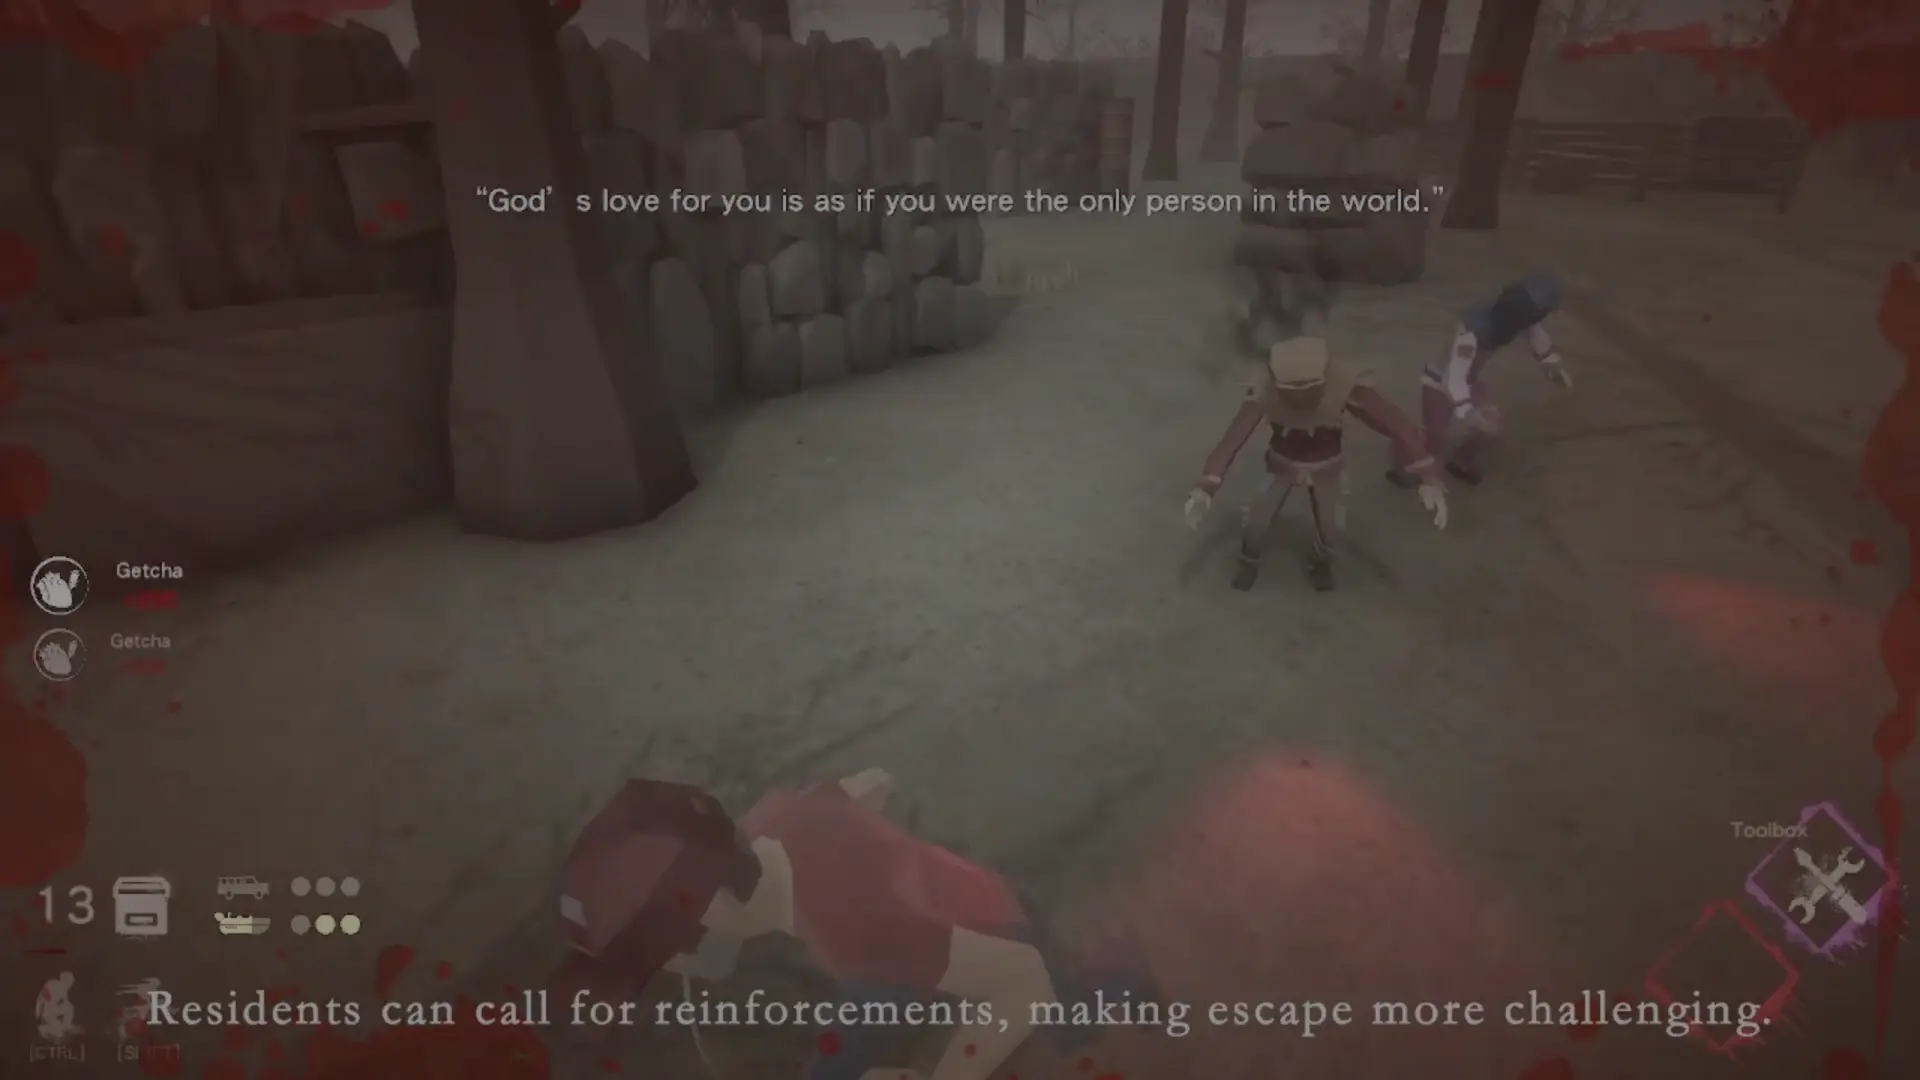 “God’ s love for you is as if you were the only person in the world.”
Getcha
Getcha
Toolbox
13
Residents can call for reinforcements, making escape more challenging.
[CTRL]